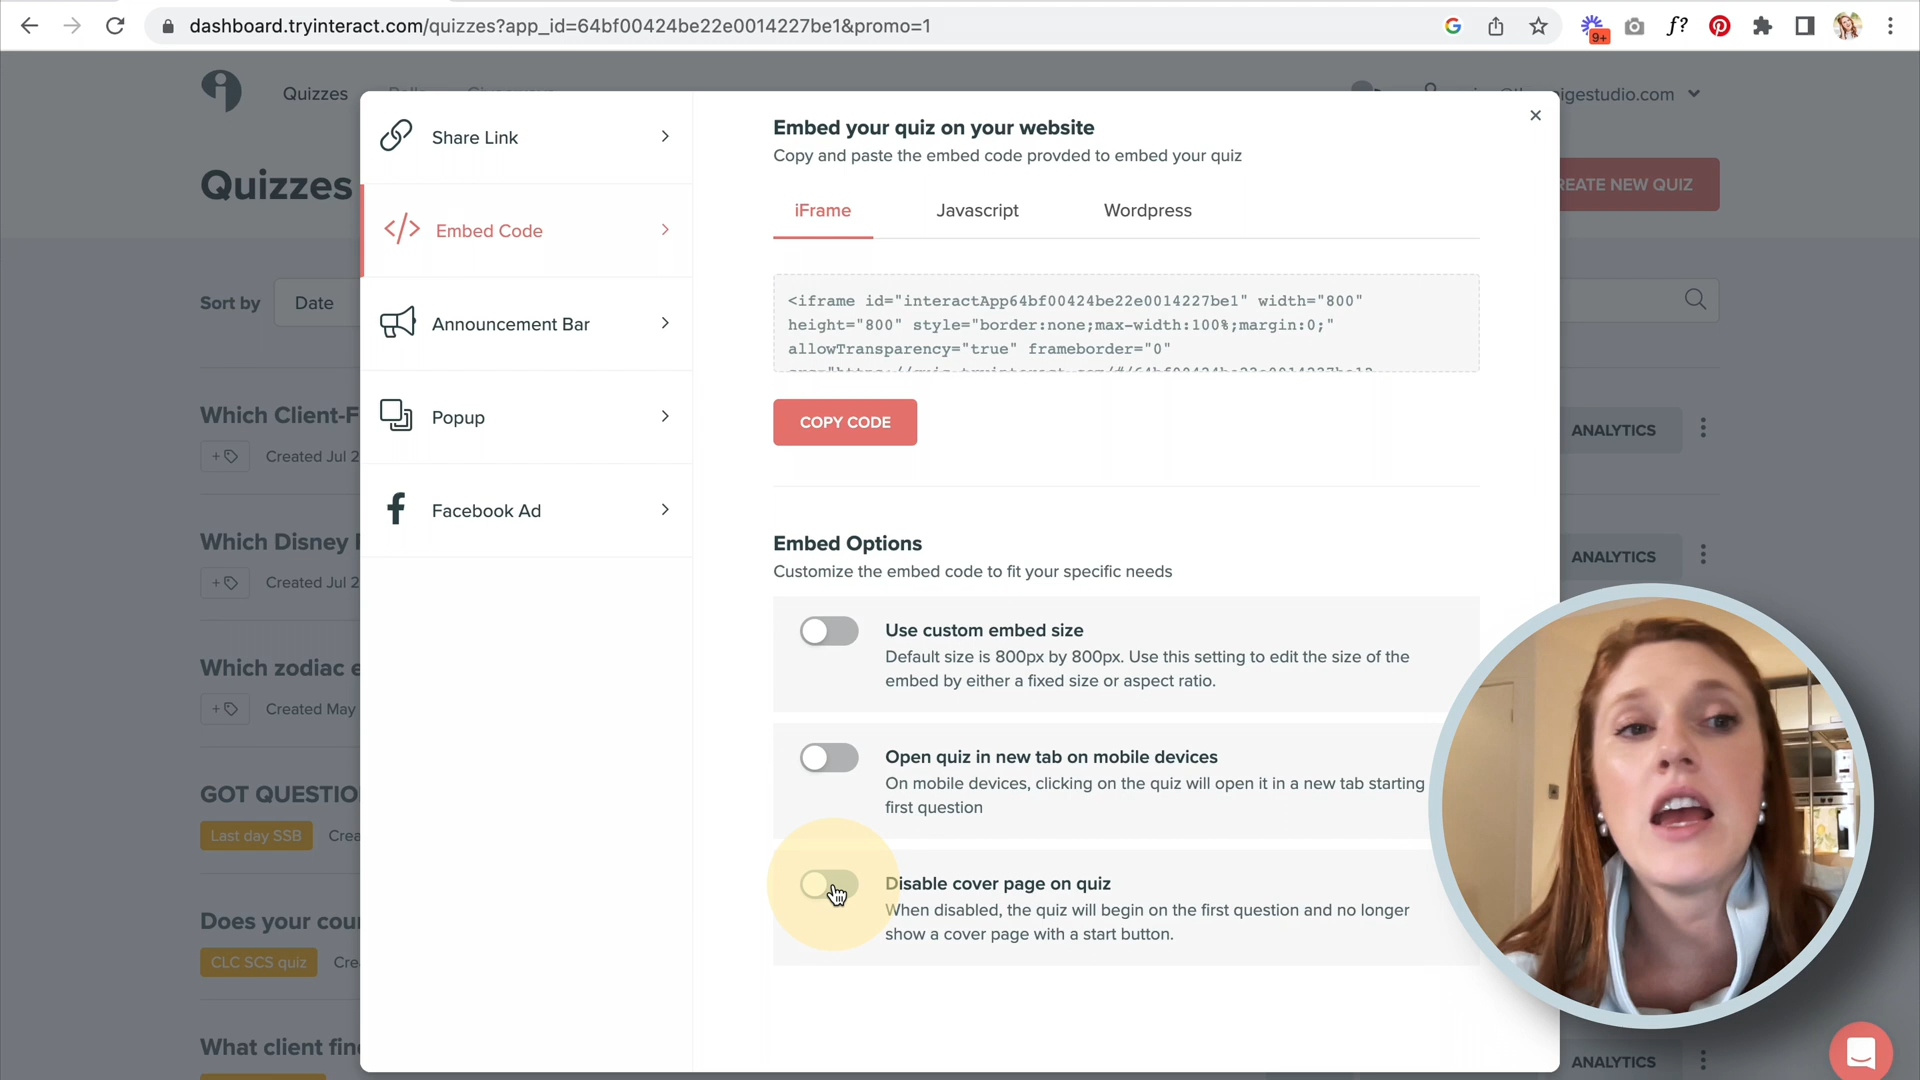 dashboard.tryinteract.com/quizzes?app_id=64bf00424be22e0014227be1&promo=1
9+
f?
Quizzes
igestudio.com
Quizzes
REATE NEW QUIZ
Share Link
Embed Code
Announcement Bar
Popup
Facebook Ad
Embed your quiz on your website
Copy and paste the embed code provded to embed your quiz
iFrame
Javascript
Wordpress
<iframe id="interactApp64bf00424be22e0014227be1" width="800"
height="800" style="border:none;max-width:100%;margin:0;"
allowTransparency="true" frameborder="0"
COPY CODE
Embed Options
Customize the embed code to fit your specific needs
Use custom embed size
Default size is 800px by 800px. Use this setting to edit the size of the
embed by either a fixed size or aspect ratio.
Open quiz in new tab on mobile devices
On mobile devices, clicking on the quiz will open it in a new tab starting
first question
Disable cover page on quiz
When disabled, the quiz will begin on the first question and no longer
show a cover page with a start button.
Sort by
Date
Which Client-F
+
Created Jul 2
ANALYTICS
Which Disney
+
Created Jul 2
ANALYTICS
Which zodiac e
+
Created May
GOT QUESTIO
Last day SSB
Crea
Does your cour
CLC SCS quiz
Cre
What client find
ANALYTICS